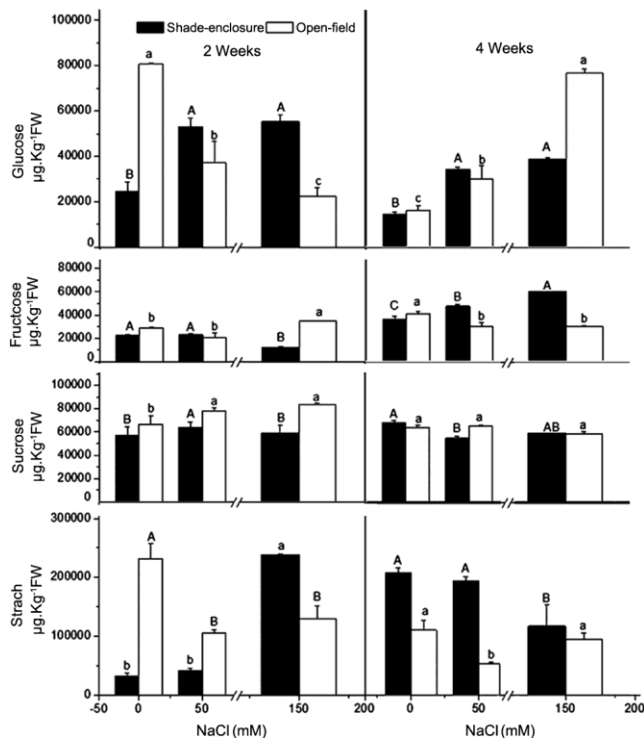 Shade-enclosure Open-field
2 Weeks
4 Weeks
Glucose
µg.Kg⁻¹FW
100000
80000
60000
40000
20000
0
B a A b A c
B c A b A a
Fructcose
µg.Kg⁻¹FW
80000
60000
40000
20000
0
A b A b B a
C a B b A b
Sucrose
µg.Kg⁻¹FW
100000
80000
60000
40000
20000
0
B b A a B a
A a B a AB a
Strach
µg.Kg⁻¹FW
300000
200000
100000
0
b A b B a B
A a A b B a
-50 0 50 150 200 0 50 150 200
NaCl (mM) NaCl (mM)